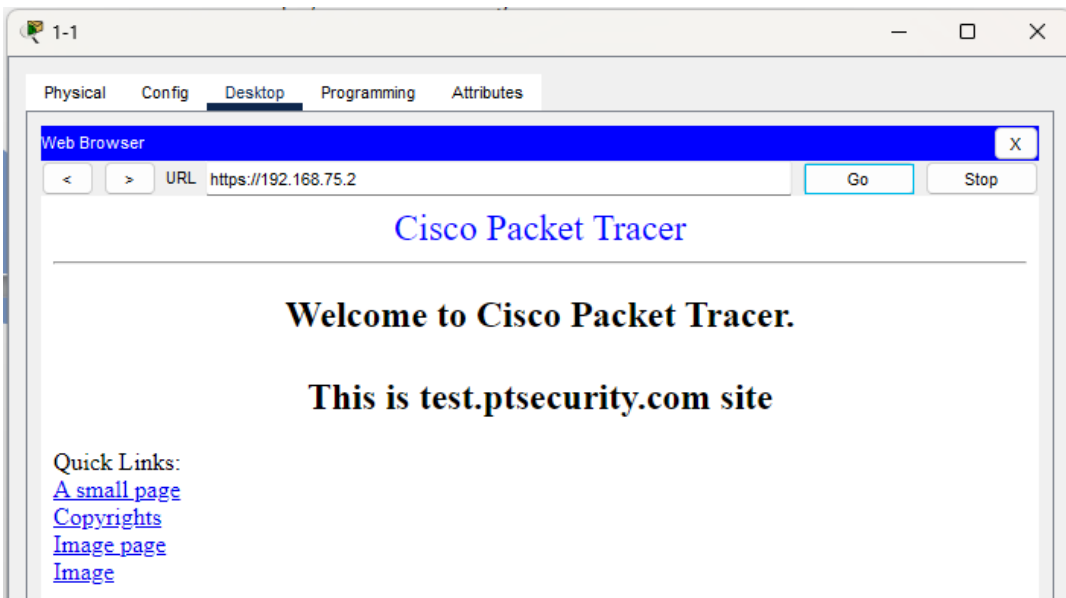 1-1
Physical Config Desktop Programming Attributes
Web Browser X
< > URL https://192.168.75.2 Go Stop
Cisco Packet Tracer
Welcome to Cisco Packet Tracer.
This is test.ptsecurity.com site
Quick Links:
A small page
Copyrights
Image page
Image